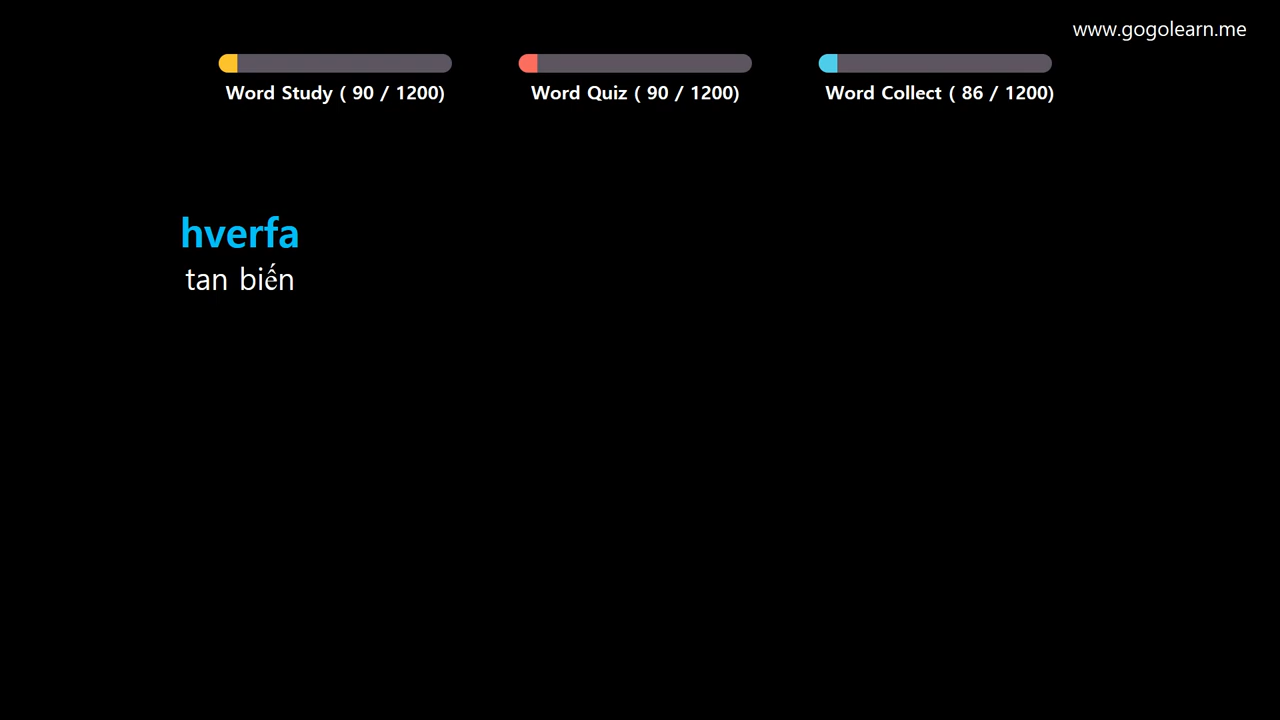 www.gogolearn.me
Word Study ( 90 / 1200)
Word Quiz ( 90 / 1200)
Word Collect ( 86 / 1200)
hverfa
tan biến